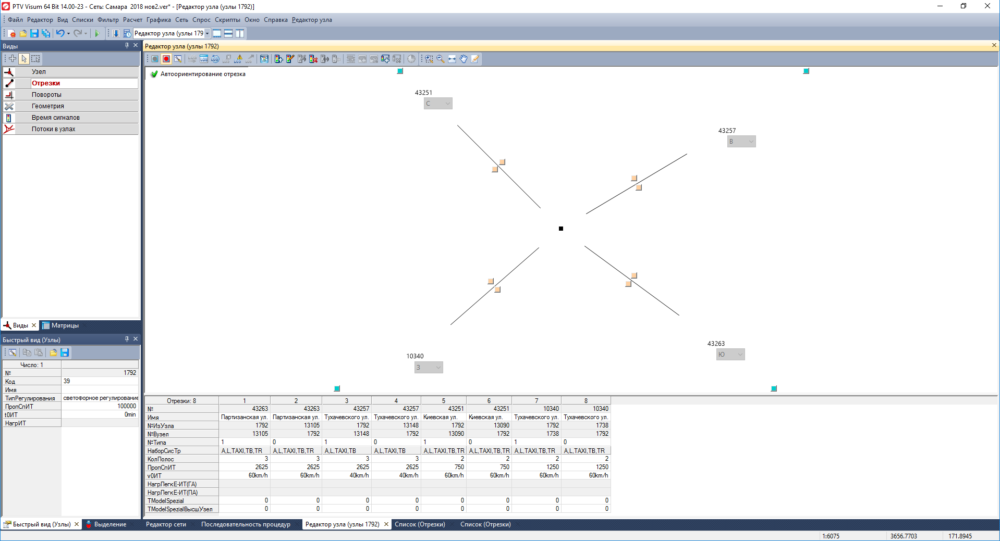 PTV Visum 64 Bit 14.00-23 - Сеть: Самара  2018 нов2.ver* - [Редактор узла (узлы 1792)]
Файл Редактор Вид Списки Фильтр Расчет Графика Сеть Спрос Скрипты Окно Справка Редактор узла
Редактор узла (узлы 179
Виды
Узел
Отрезки
Повороты
Геометрия
Время сигналов
Потоки в узлах
Виды Матрицы
Быстрый вид (Узлы)
Число: 1
№ 1792
Код 39
Имя
ТипРегулирования светофорное регулирование
ПропСпИТ 100000
t0ИТ 0min
НагрИТ
Быстрый вид (Узлы) Выделение
Редактор узла (узлы 1792)
Автоориентирование отрезка
43251
С
43257
В
43263
Ю
10340
З
Отрезки: 8 1 2 3 4 5 6 7 8
№ 43263 43263 43257 43257 43251 43251 10340 10340
Имя Партизанская ул. Партизанская ул. Тухачевского ул. Тухачевского ул. Киевская ул. Киевская ул. Тухачевского ул. Тухачевского ул.
№ИзУзла 1792 13105 1792 13148 1792 13090 1792 1738
№Вузел 13105 1792 13148 1792 13090 1792 1738 1792
№Типа 1 0 1 0 1 0 1 0
НаборСисТр A,L,TAXI,TB,TR A,L,TAXI,TB,TR A,L,TAXI,TB A,L,TAXI,TB A,L,TAXI,TB,TR A,L,TAXI,TB,TR A,L,TAXI,TB,TR A,L,TAXI,TB,TR
КолПолос 3 3 3 3 2 2 2 2
ПропСпИТ 2625 2625 2625 2625 750 750 1250 1250
v0ИТ 60km/h 60km/h 40km/h 40km/h 60km/h 60km/h 60km/h 60km/h
НагрЛегкЕ-ИТ(ГА)
НагрЛегкЕ-ИТ(ПА)
TModelSpezial 0 0 0 0 0 0 0 0
TModelSpezialВысшУзел 0 0 0 0 0 0 0 0
Редактор сети Последовательность процедур Редактор узла (узлы 1792) Список (Отрезки) Список (Отрезки)
1:6075 3656.7703 171.8945